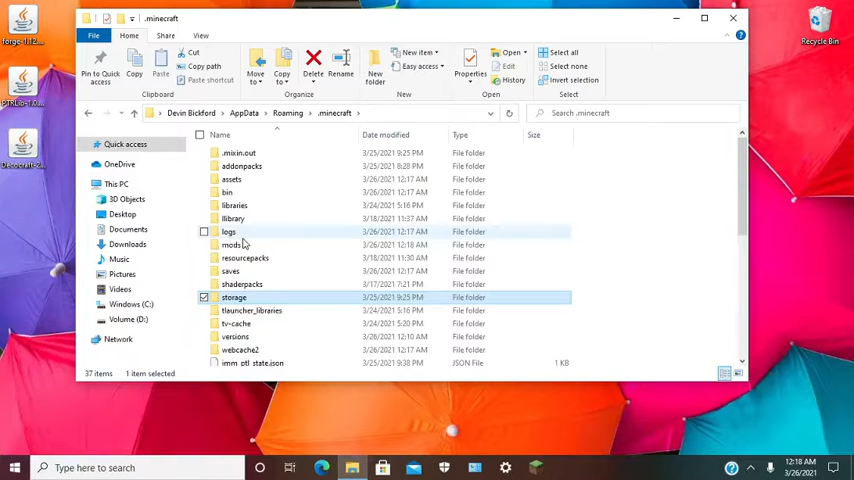 .minecraft
File Home Share View
Pin to Quick access
Copy
Paste
Cut
Copy path
Paste shortcut
Clipboard
Move to
Copy to
Delete
Rename
Organize
New folder
New item
Easy access
New
Properties
Open
Edit
History
Open
Select all
Select none
Invert selection
Select
Devin Bickford > AppData > Roaming > .minecraft >
Search .minecraft
Name Date modified Type Size
.mixin.out 3/25/2021 9:25 PM File folder
addonpacks 3/25/2021 8:28 PM File folder
assets 3/26/2021 12:17 AM File folder
bin 3/26/2021 12:17 AM File folder
libraries 3/24/2021 5:16 PM File folder
llibrary 3/18/2021 11:37 AM File folder
logs 3/26/2021 12:17 AM File folder
mods 3/26/2021 12:18 AM File folder
resourcepacks 3/18/2021 11:30 AM File folder
saves 3/26/2021 12:17 AM File folder
shaderpacks 3/17/2021 7:21 PM File folder
storage 3/25/2021 9:25 PM File folder
tlauncher_libraries 3/24/2021 5:16 PM File folder
tv-cache 3/24/2021 5:20 PM File folder
versions 3/26/2021 12:10 AM File folder
webcache2 3/26/2021 12:17 AM File folder
imm_ptl_state.json 3/25/2021 9:38 PM JSON File 1 KB
Quick access
OneDrive
This PC
3D Objects
Desktop
Documents
Downloads
Music
Pictures
Videos
Windows (C:)
Volume (D:)
Network
37 items 1 item selected
forge-1.12....
PTRLib-1.0....
Decocraft-2...
Recycle Bin
Type here to search
12:18 AM
3/26/2021